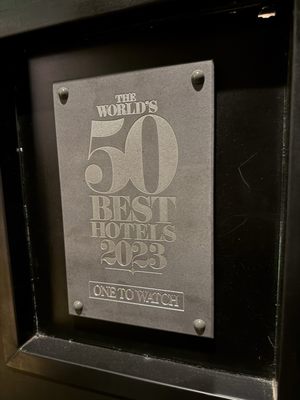 THE
WORLD'S
50
BEST
HOTELS
2023
ONE TO WATCH